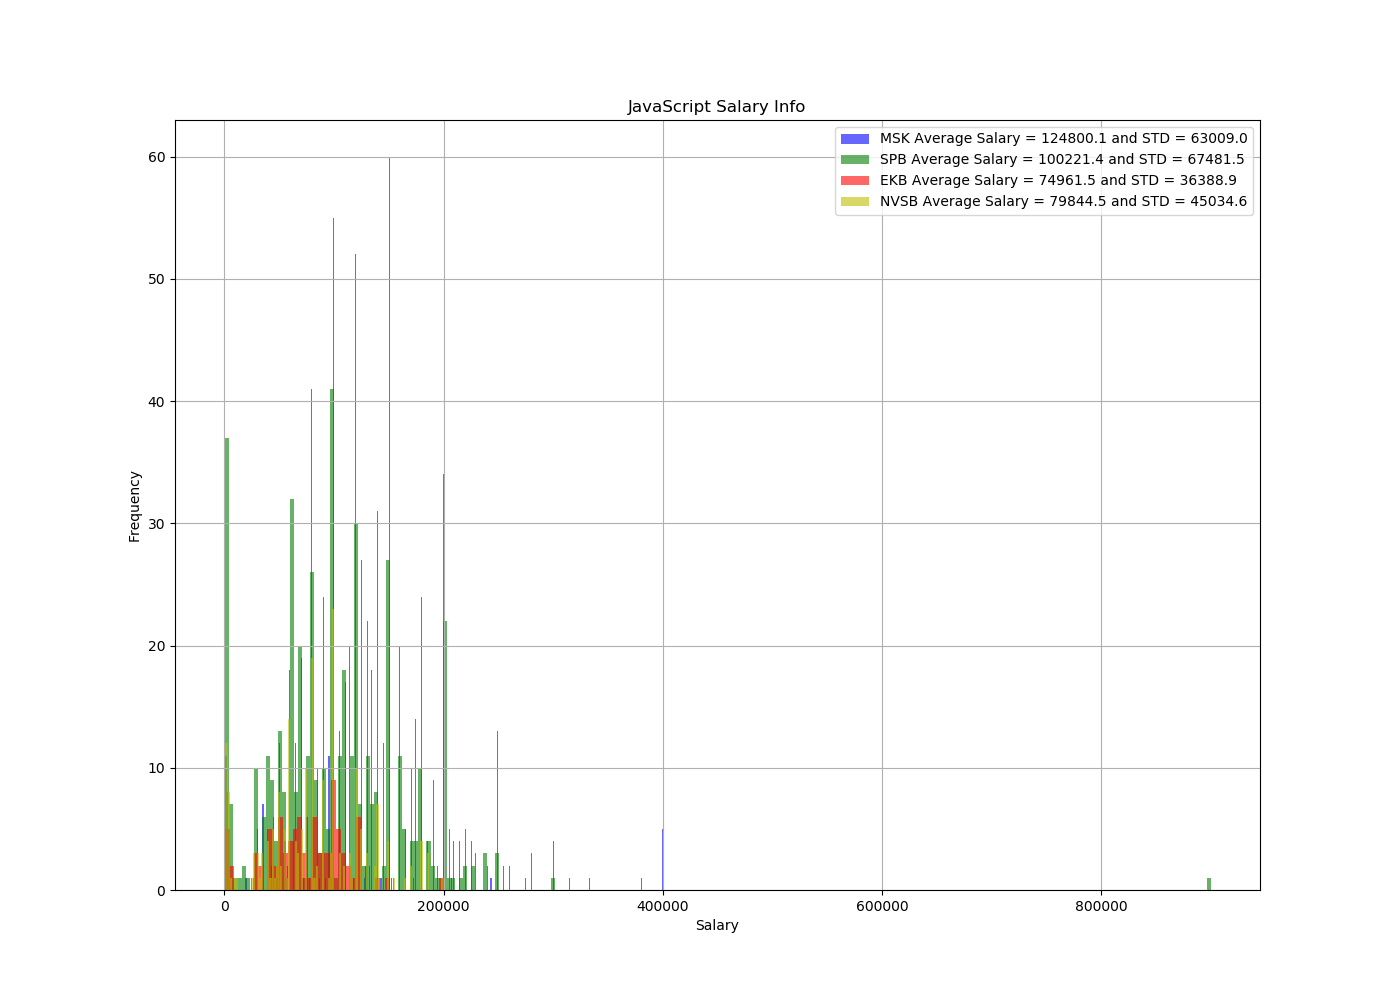 JavaScript Salary Info
MSK Average Salary = 124800.1 and STD = 63009.0
SPB Average Salary = 100221.4 and STD = 67481.5
EKB Average Salary = 74961.5 and STD = 36388.9
NVSB Average Salary = 79844.5 and STD = 45034.6
60
50
40
30
20
10
0
Frequency
0 200000 400000 600000 800000
Salary